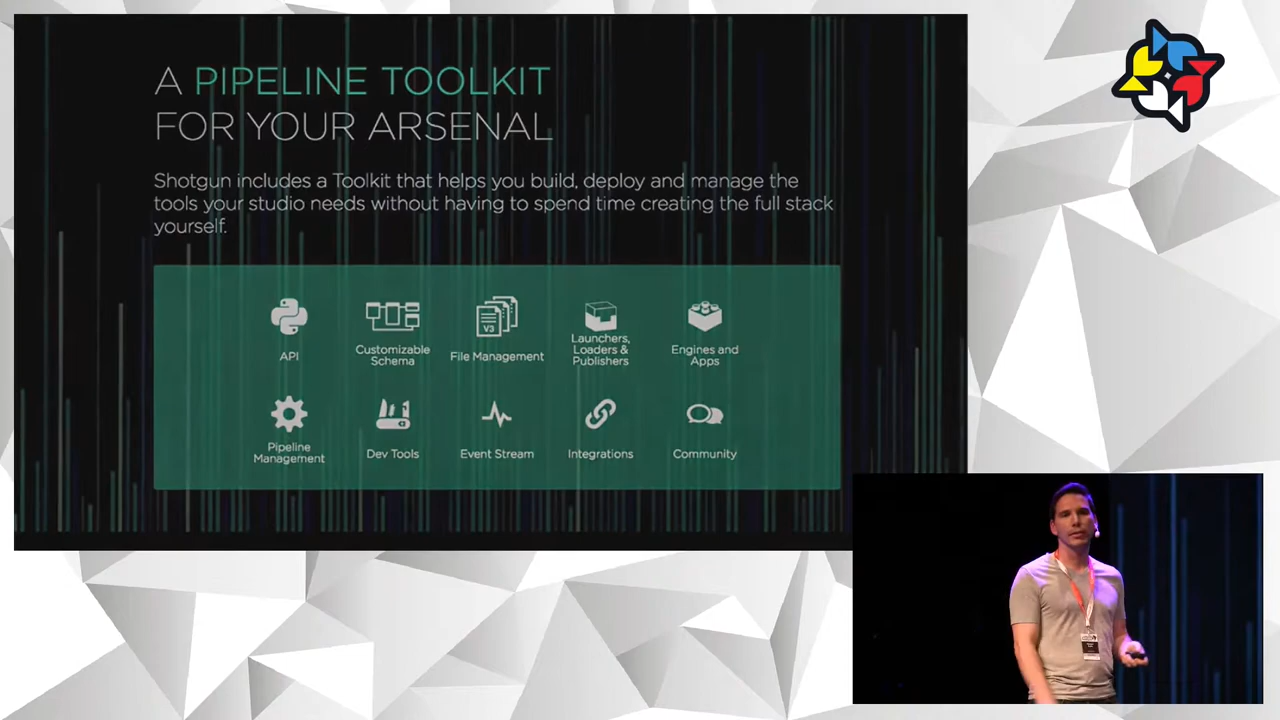 A PIPELINE TOOLKIT
FOR YOUR ARSENAL
Shotgun includes a Toolkit that helps you build, deploy and manage the
tools your studio needs without having to spend time creating the full stack
yourself.
API
Customizable
Schema
V3
File Management
Launchers,
Loaders &
Publishers
Engines and
Apps
Pipeline
Management
Dev Tools
Event Stream
Integrations
Community